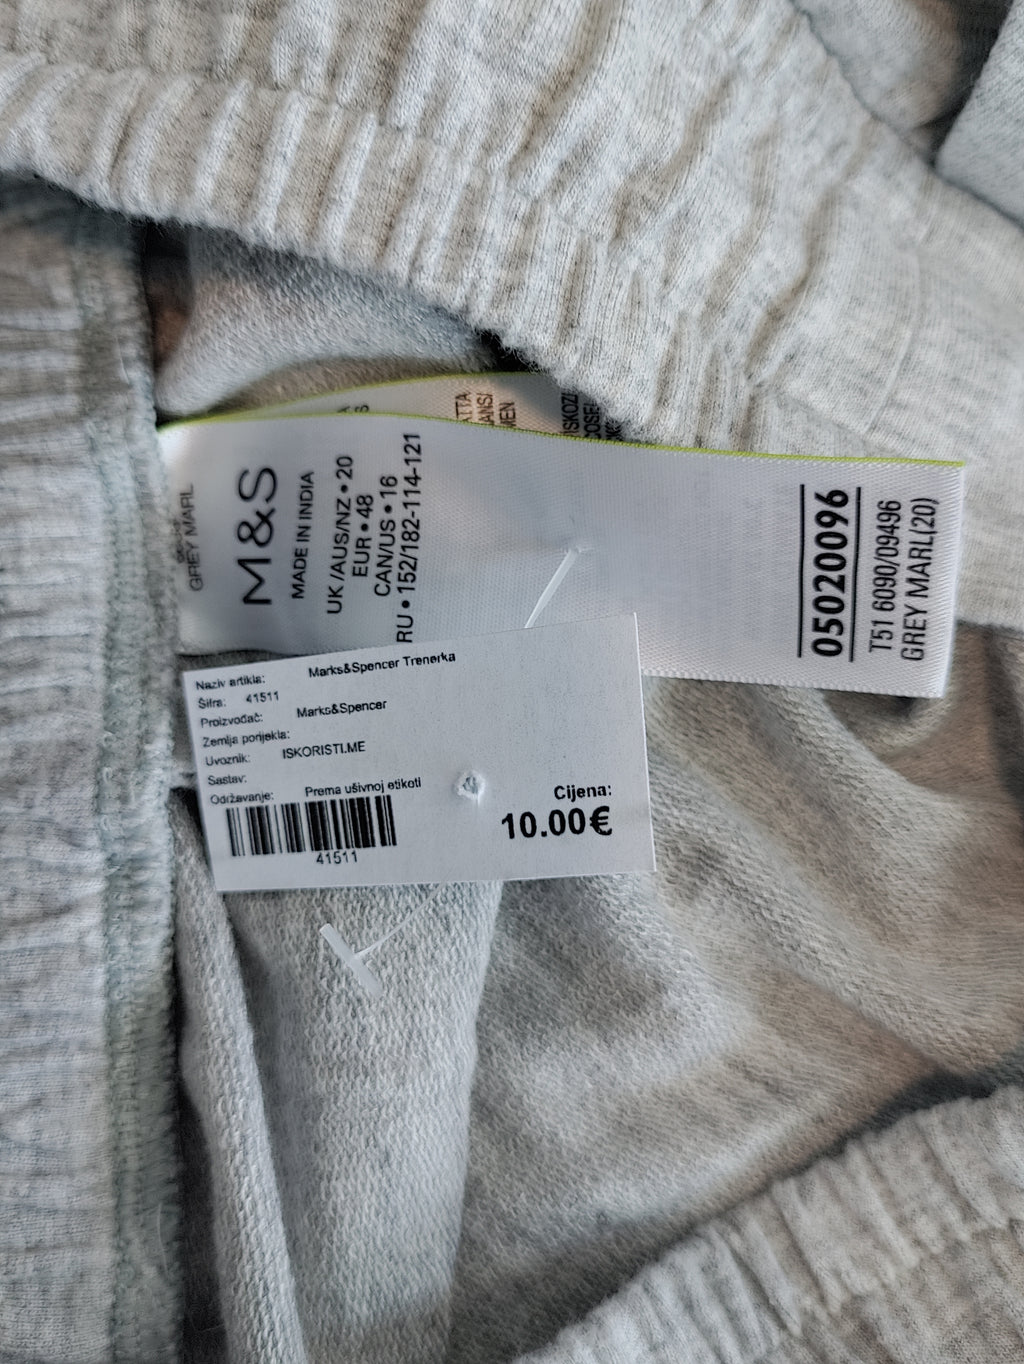 GREY MARL
M&S
MADE IN INDIA
UK /AUS/NZ • 20
EUR • 48
CAN/US • 16
RU • 152/182-114-121
05020096
T51 6090/09496
GREY MARL(20)
Naziv artikla: Marks&Spencer Trenerka
Šifra: 41511
Proizvođač: Marks&Spencer
Zemlja porijekla:
Uvoznik: ISKORISTI.ME
Sastav:
Održavanje: Prema ušivnoj etikoti
41511
Cijena:
10.00€